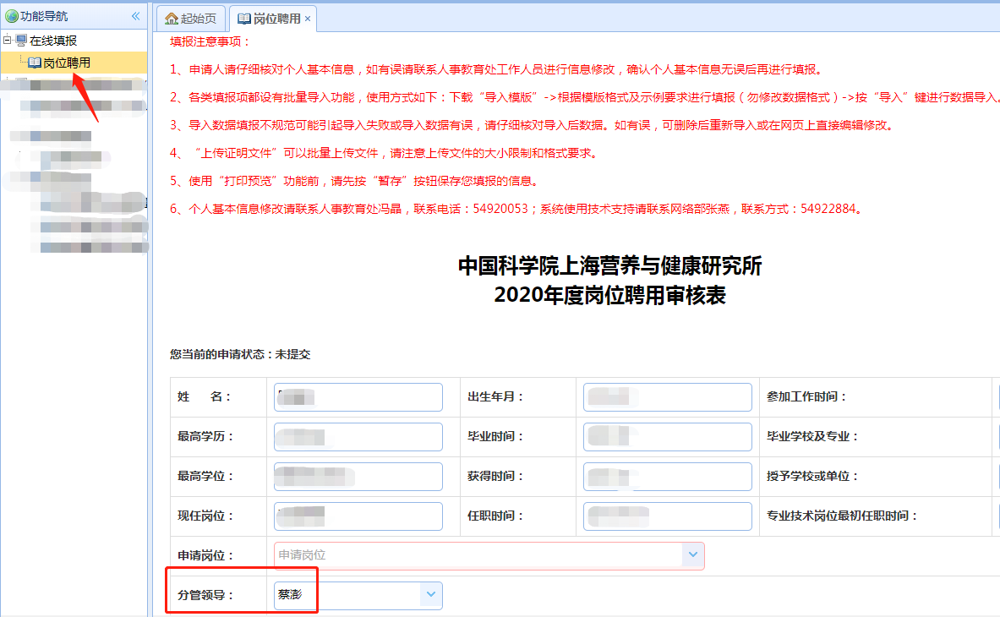 功能导航
在线填报
岗位聘用
起始页
岗位聘用
填报注意事项：
1、申请人请仔细核对个人基本信息，如有误请联系人事教育处工作人员进行信息修改，确认个人基本信息无误后再进行填报。
2、各类填报项都设有批量导入功能，使用方式如下：下载“导入模版”->根据模版格式及示例要求进行填报（勿修改数据格式）->按“导入”键进行数据导入。
3、导入数据填报不规范可能引起导入失败或导入数据有误，请仔细核对导入后数据。如有误，可删除后重新导入或在网页上直接编辑修改。
4、“上传证明文件”可以批量上传文件，请注意上传文件的大小限制和格式要求。
5、使用“打印预览”功能前，请先按“暂存”按钮保存您填报的信息。
6、个人基本信息修改请联系人事教育处冯晶，联系电话：54920053；系统使用技术支持请联系网络部张燕，联系方式：54922884。
中国科学院上海营养与健康研究所
2020年度岗位聘用审核表
您当前的申请状态：未提交
姓 名： 出生年月： 参加工作时间：
最高学历： 毕业时间： 毕业学校及专业：
最高学位： 获得时间： 授予学校或单位：
现任岗位： 任职时间： 专业技术岗位最初任职时间：
申请岗位： 申请岗位
分管领导： 蔡澎